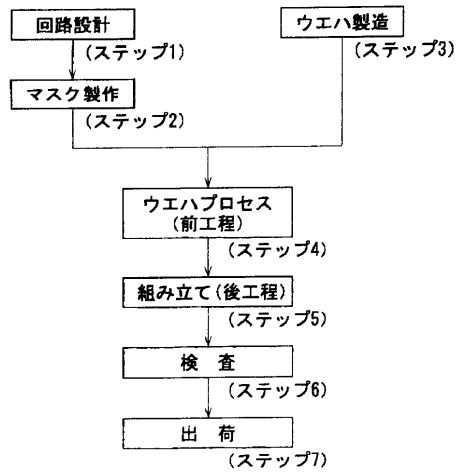 回路設計
(ステップ1)
ウエハ製造
(ステップ3)
マスク製作
(ステップ2)
ウエハプロセス
(前工程)
(ステップ4)
組み立て(後工程)
(ステップ5)
検　査
(ステップ6)
出　荷
(ステップ7)